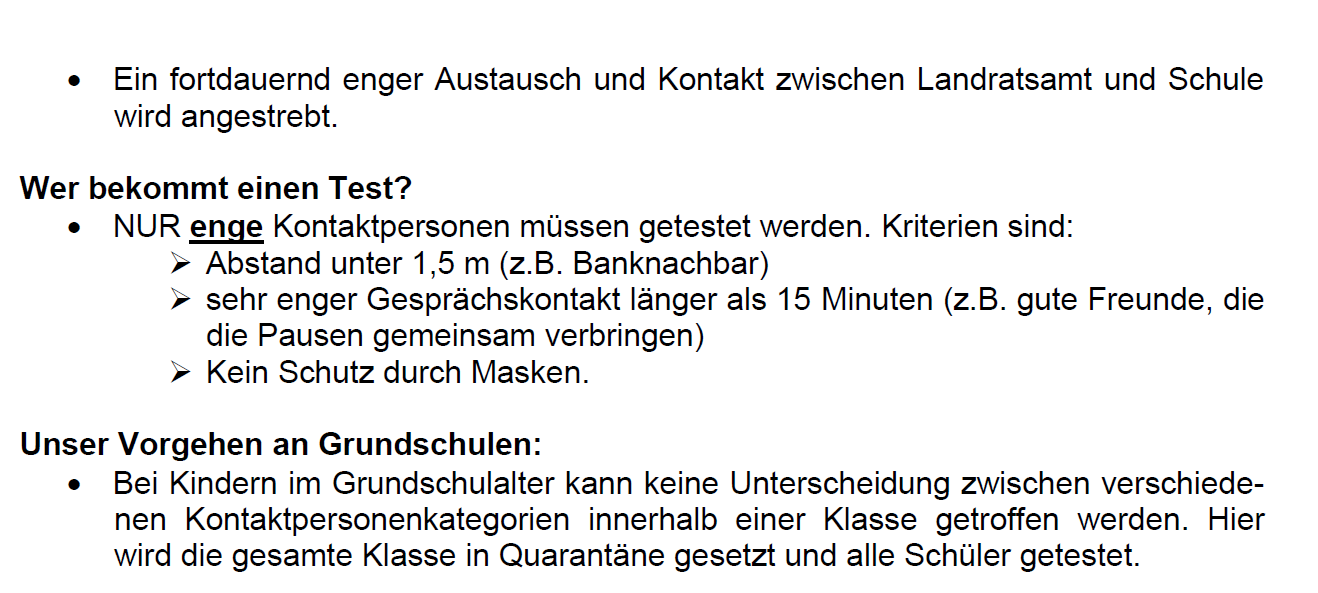 • Ein fortdauernd enger Austausch und Kontakt zwischen Landratsamt und Schule
wird angestrebt.
Wer bekommt einen Test?
• NUR enge Kontaktpersonen müssen getestet werden. Kriterien sind:
➢ Abstand unter 1,5 m (z.B. Banknachbar)
➢ sehr enger Gesprächskontakt länger als 15 Minuten (z.B. gute Freunde, die
die Pausen gemeinsam verbringen)
➢ Kein Schutz durch Masken.
Unser Vorgehen an Grundschulen:
• Bei Kindern im Grundschulalter kann keine Unterscheidung zwischen verschiede-
nen Kontaktpersonenkategorien innerhalb einer Klasse getroffen werden. Hier
wird die gesamte Klasse in Quarantäne gesetzt und alle Schüler getestet.